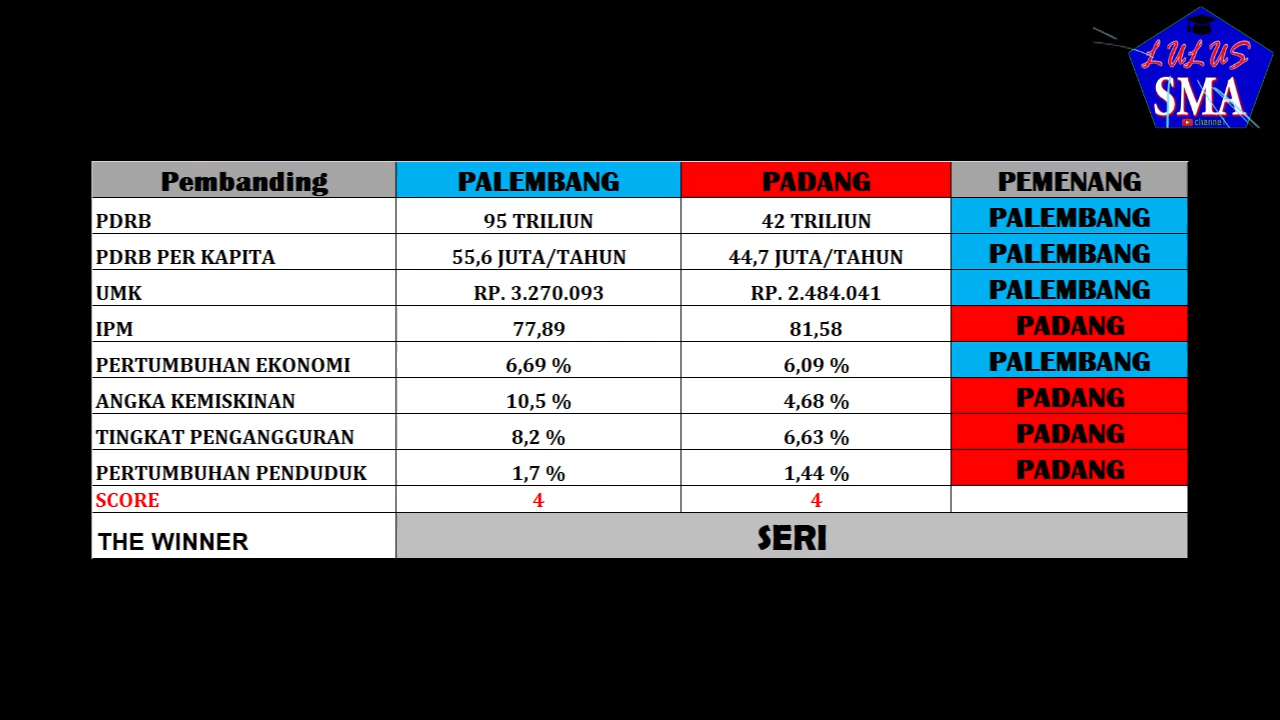 LULUS
SMA
channel
Pembanding PALEMBANG PADANG PEMENANG
PDRB 95 TRILIUN 42 TRILIUN PALEMBANG
PDRB PER KAPITA 55,6 JUTA/TAHUN 44,7 JUTA/TAHUN PALEMBANG
UMK RP. 3.270.093 RP. 2.484.041 PALEMBANG
IPM 77,89 81,58 PADANG
PERTUMBUHAN EKONOMI 6,69 % 6,09 % PALEMBANG
ANGKA KEMISKINAN 10,5 % 4,68 % PADANG
TINGKAT PENGANGGURAN 8,2 % 6,63 % PADANG
PERTUMBUHAN PENDUDUK 1,7 % 1,44 % PADANG
SCORE 4 4
THE WINNER SERI